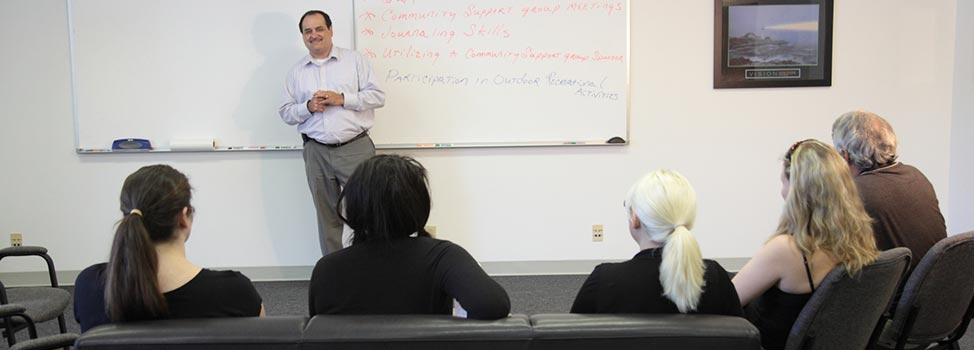 * Community Support group Meetings
* Journaling Skills
* Utilizing A Community Support group Sponsor
Participation in Outdoor Recreational
Activities
VISION